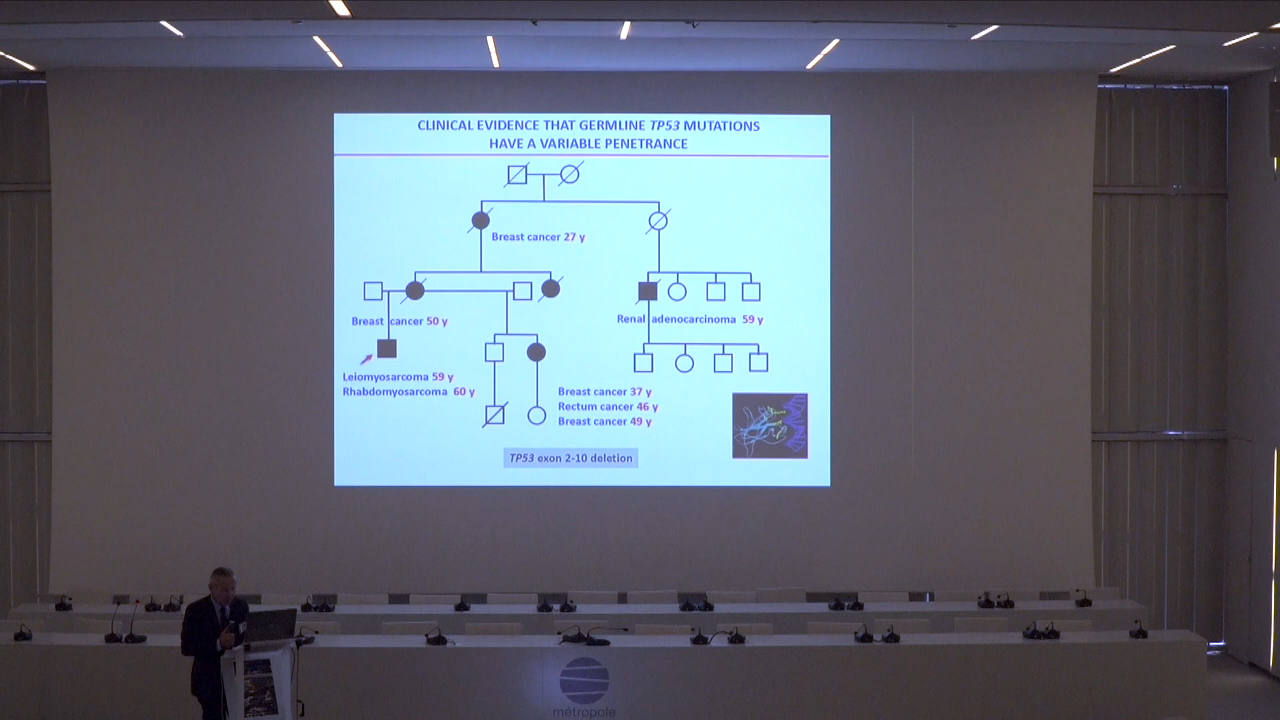 CLINICAL EVIDENCE THAT GERMLINE TP53 MUTATIONS
HAVE A VARIABLE PENETRANCE
Breast cancer 27 y
Breast cancer 50 y
Renal adenocarcinoma 59 y
Leiomyosarcoma 59 y
Rhabdomyosarcoma 60 y
Breast cancer 37 y
Rectum cancer 46 y
Breast cancer 49 y
TP53 exon 2-10 deletion
métropole